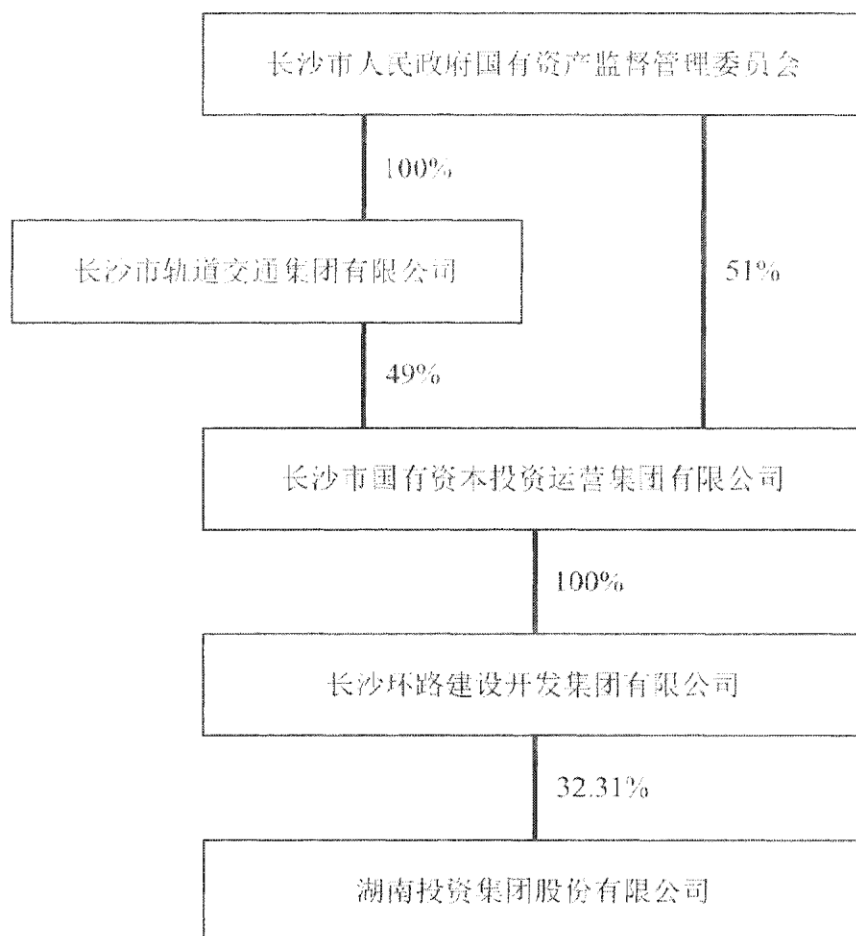 长沙市人民政府国有资产监督管理委员会
100%
长沙市轨道交通集团有限公司
51%
49%
长沙市国有资本投资运营集团有限公司
100%
长沙环路建设开发集团有限公司
32.31%
湖南投资集团股份有限公司